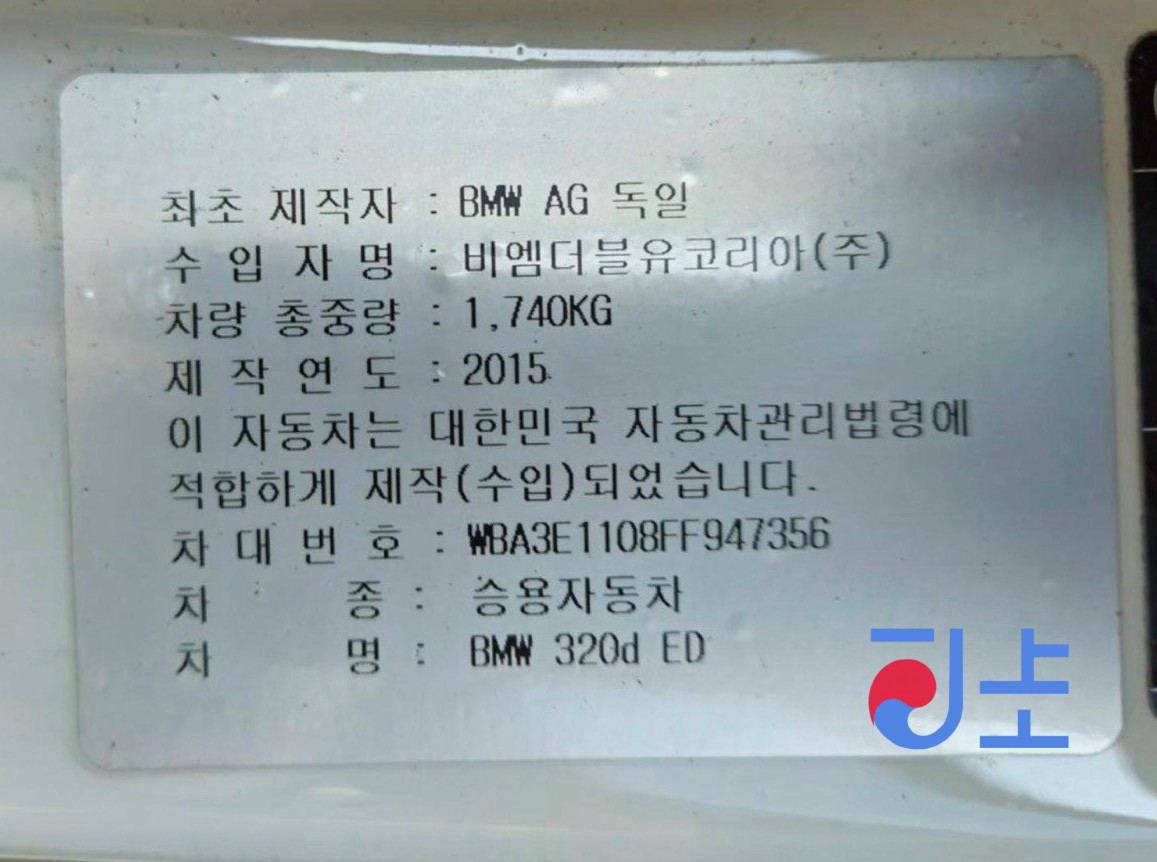 최초 제작자 : BMW AG 독일
수 입 자 명 : 비엠더블유코리아(주)
차량 총중량 : 1,740KG
제 작 연 도 : 2015
이 자동차는 대한민국 자동차관리법령에
적합하게 제작(수입)되었습니다.
차 대 번 호 : WBA3E1108FF947356
차 종 : 승용자동차
차 명 : BMW 320d ED